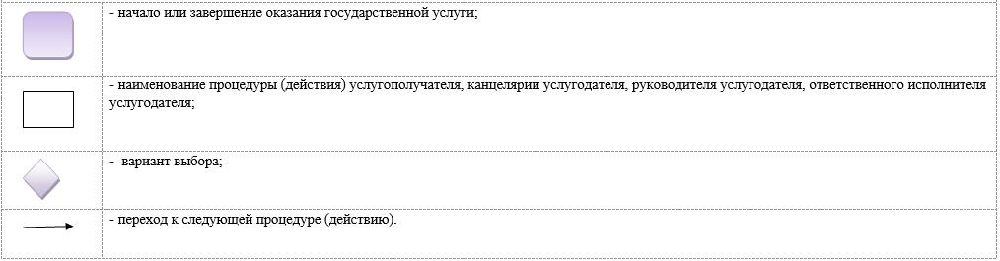 - начало или завершение оказания государственной услуги;
- наименование процедуры (действия) услугополучателя, канцелярии услугодателя, руководителя услугодателя, ответственного исполнителя
услугодателя;
- вариант выбора;
- переход к следующей процедуре (действию).